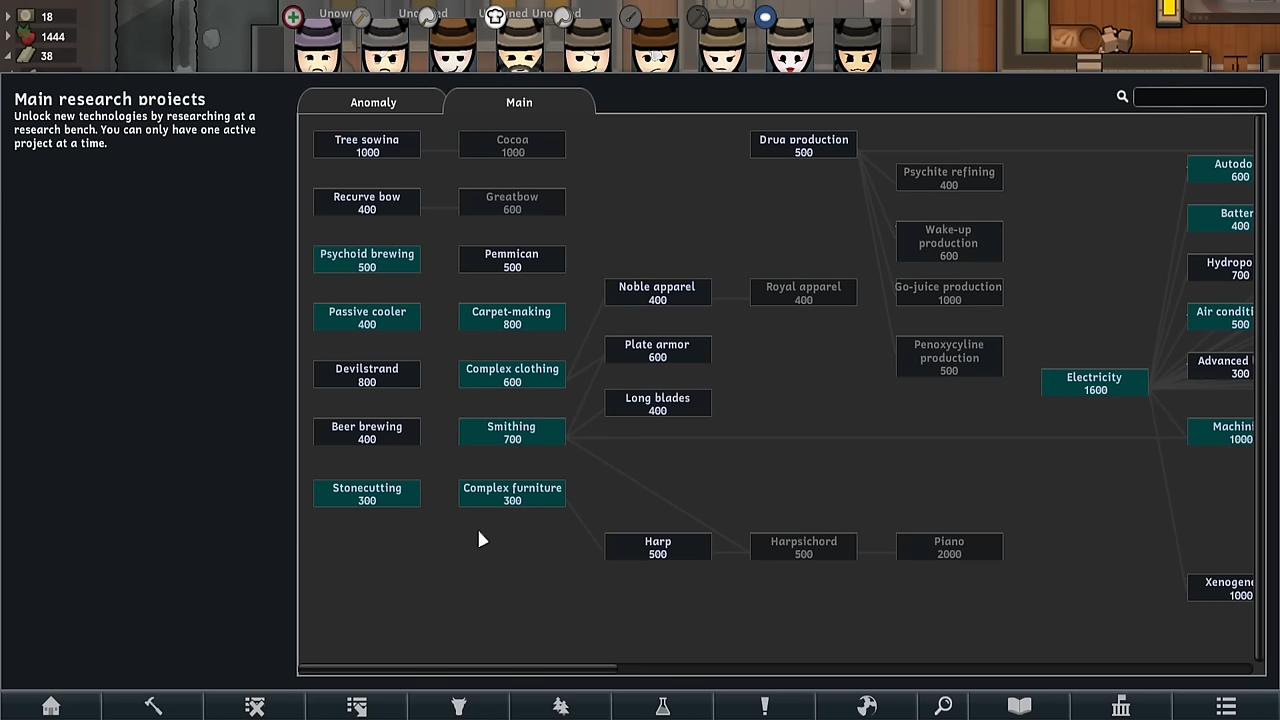 18
1444
38
Main research projects
Unlock new technologies by researching at a
research bench. You can only have one active
project at a time.
Anomaly
Main
Tree sowing
1000
Cocoa
1000
Drug production
500
Psychite refining
400
Autodo
600
Recurve bow
400
Greatbow
600
Wake-up
production
600
Batter
400
Psychoid brewing
500
Pemmican
500
Hydropo
700
Noble apparel
400
Royal apparel
400
Go-juice production
1000
Passive cooler
400
Carpet-making
800
Air conditi
500
Plate armor
600
Penoxycyline
production
500
Devilstrand
800
Complex clothing
600
Electricity
1600
Advanced
300
Long blades
400
Beer brewing
400
Smithing
700
Machini
1000
Stonecutting
300
Complex furniture
300
Harp
500
Harpsichord
500
Piano
2000
Xenogene
1000